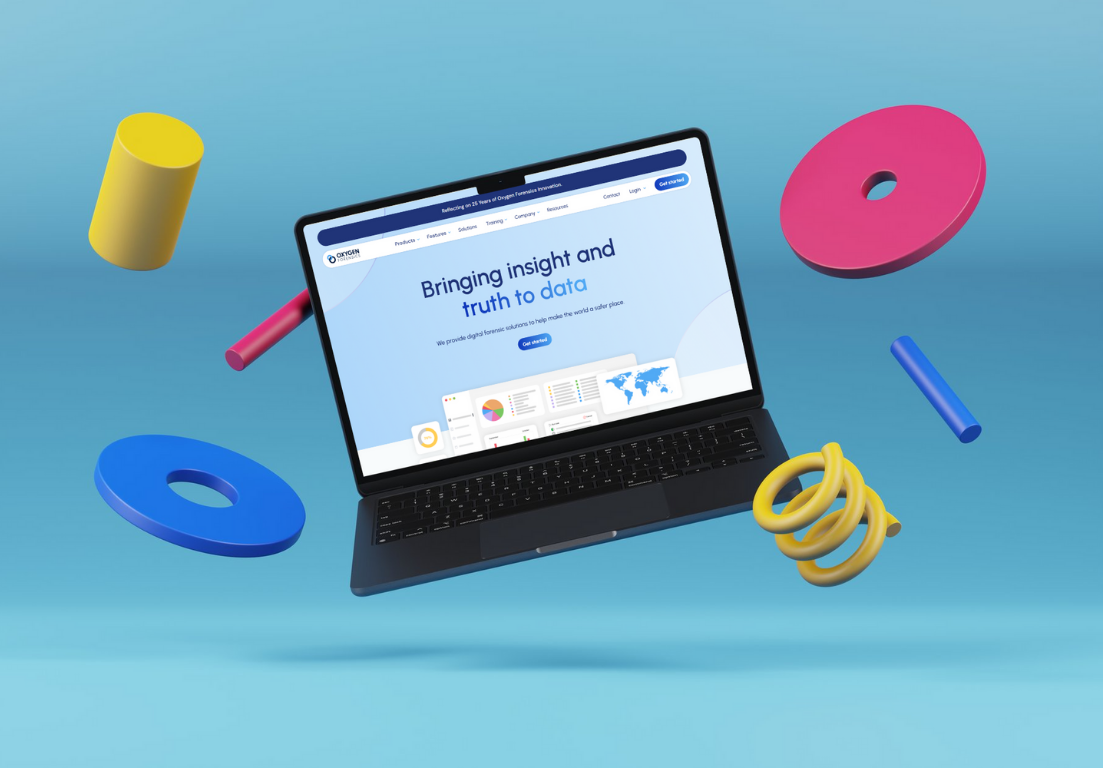 Reflecting on 25 Years of Oxygen Forensics Innovation.
OXYGEN
FORENSICS
Products
Features
Solutions
Training
Company
Resources
Contact
Login
Get started
Bringing insight and
truth to data
We provide digital forensic solutions to help make the world a safer place.
Get started